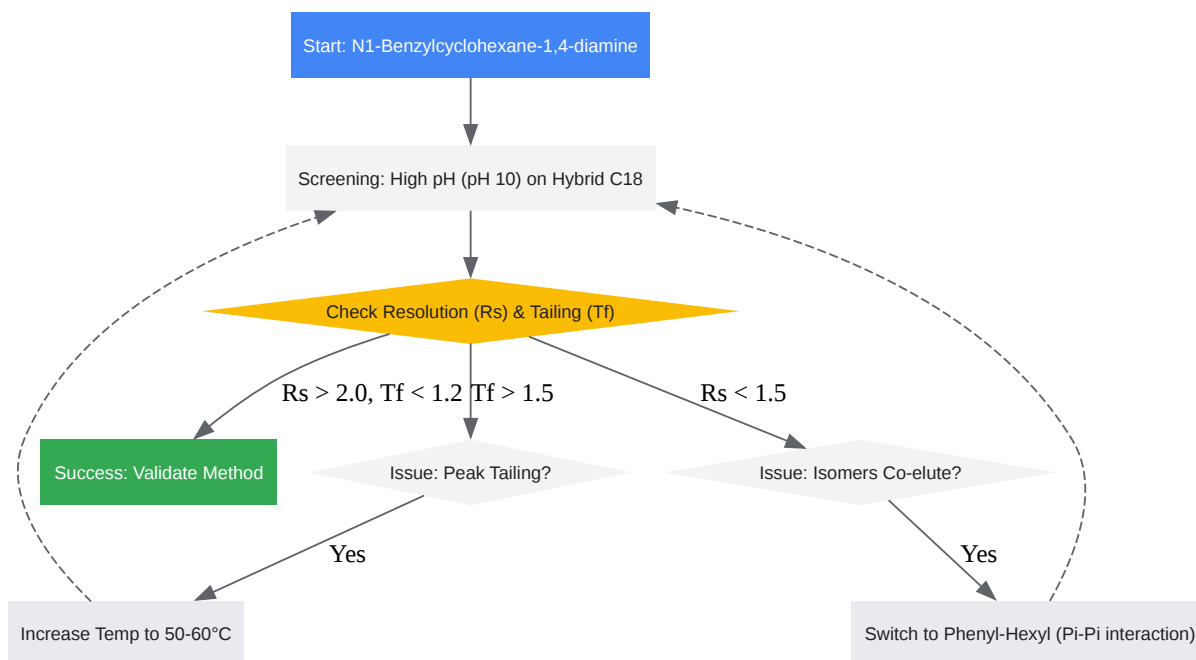 Start: N1-Benzylcyclohexane-1,4-diamine
Screening: High pH (pH 10) on Hybrid C18
Check Resolution (Rs) & Tailing (Tf)
Rs > 2.0, Tf < 1.2
Tf > 1.5
Rs < 1.5
Success: Validate Method
Issue: Peak Tailing?
Issue: Isomers Co-elute?
Yes
Yes
Increase Temp to 50-60°C
Switch to Phenyl-Hexyl (Pi-Pi interaction)